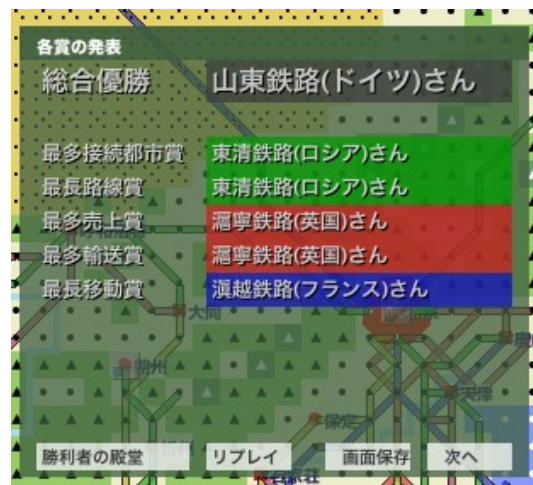 各賞の発表
総合優勝 山東鉄路(ドイツ)さん
最多接続都市賞 東清鉄路(ロシア)さん
最長路線賞 東清鉄路(ロシア)さん
最多売上賞 滬寧鉄路(英国)さん
最多輸送賞 滬寧鉄路(英国)さん
最長移動賞 滇越鉄路(フランス)さん
大同
朔州
天津
保定
石家荘
勝利者の殿堂 リプレイ 画面保存 次へ